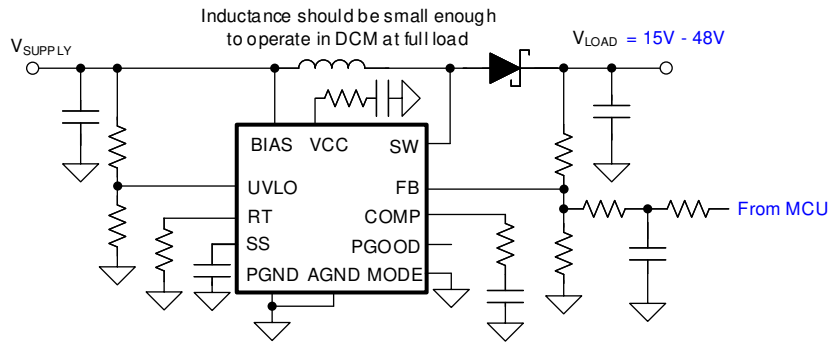 Inductance should be small enough
to operate in DCM at full load
VSUPPLY
VLOAD = 15V - 48V
BIAS VCC SW
UVLO FB
RT COMP
From MCU
SS PGOOD
PGND AGND MODE